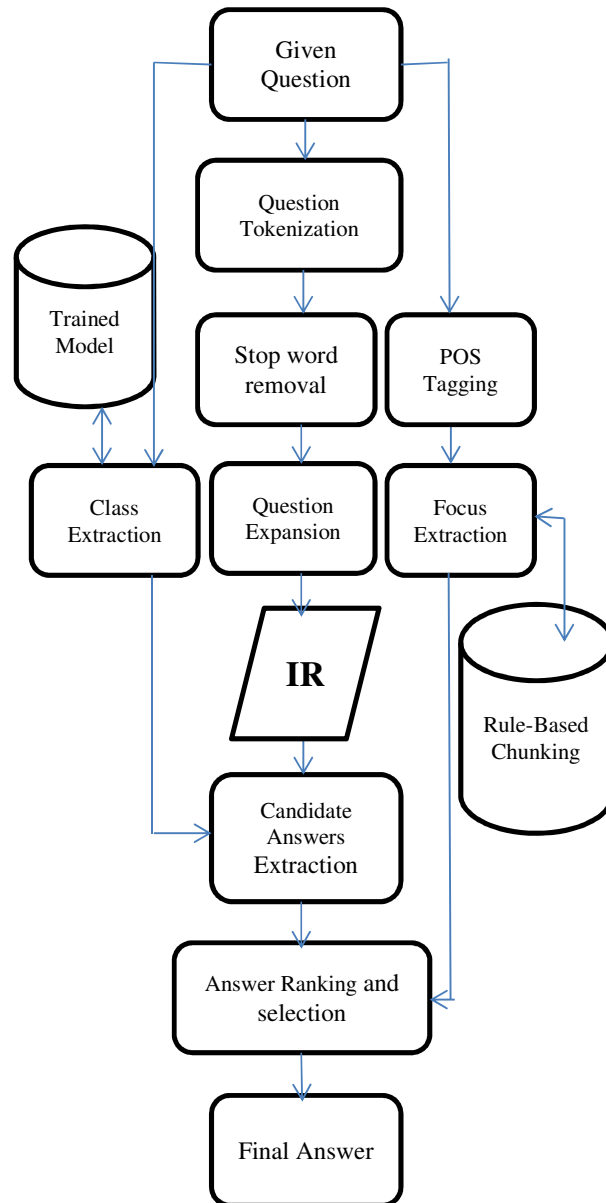 Given
Question
Question
Tokenization
Trained
Model
Stop word
removal
POS
Tagging
Class
Extraction
Question
Expansion
Focus
Extraction
IR
Rule-Based
Chunking
Candidate
Answers
Extraction
Answer Ranking and
selection
Final Answer